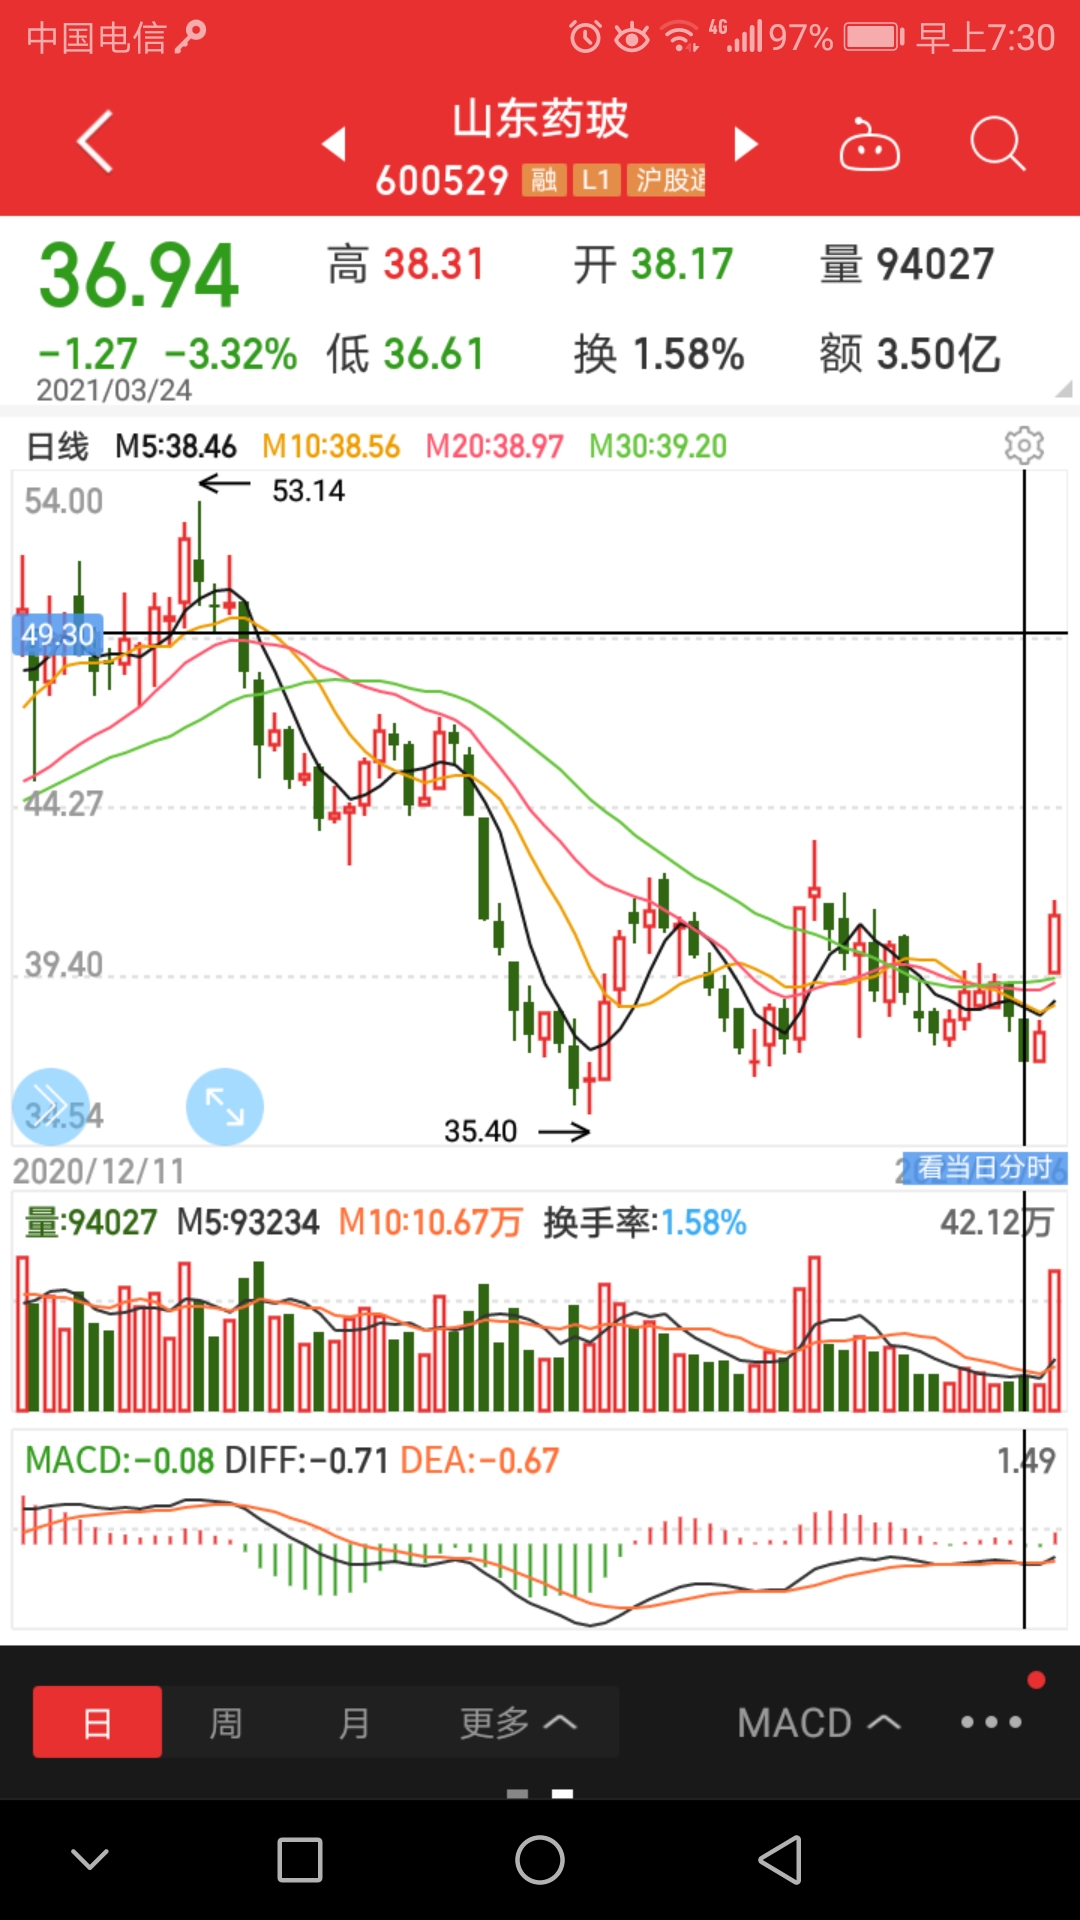 中国电信 4G 97% 早上7:30
山东药玻
600529 融 L1 沪股通
36.94 高 38.31 开 38.17 量 94027
-1.27 -3.32% 低 36.61 换 1.58% 额 3.50亿
2021/03/24
日线 M5:38.46 M10:38.56 M20:38.97 M30:39.20
54.00
53.14
49.30
44.27
39.40
34.54
35.40
2020/12/11 看当日分时
量:94027 M5:93234 M10:10.67万 换手率:1.58% 42.12万
MACD:-0.08 DIFF:-0.71 DEA:-0.67 1.49
日 周 月 更多 MACD